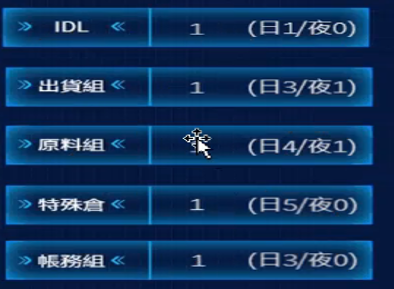 » IDL « 1 (日1/夜0)
» 出貨組 « 1 (日3/夜1)
» 原料組 « (日4/夜1)
» 特殊倉 « 1 (日5/夜0)
» 帳務組 « 1 (日3/夜0)